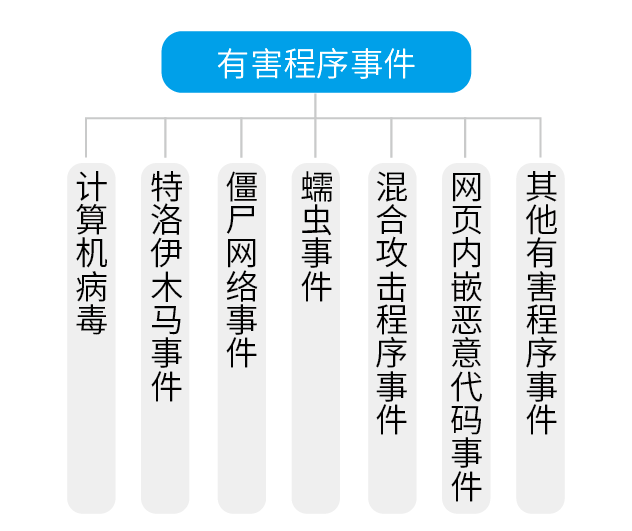 有害程序事件
计算机病毒
特洛伊木马事件
僵尸网络事件
蠕虫事件
混合攻击程序事件
网页内嵌恶意代码事件
其他有害程序事件